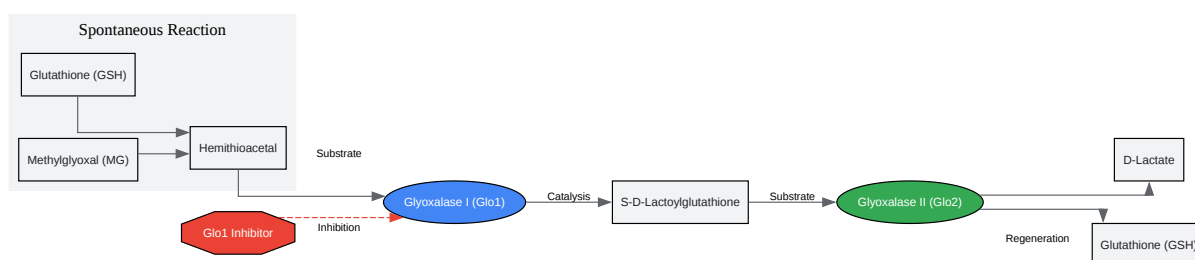 Spontaneous Reaction
Glutathione (GSH)
Methylglyoxal (MG)
Hemithioacetal
Substrate
Glo1 Inhibitor
Inhibition
Glyoxalase I (Glo1)
Catalysis
S-D-Lactoylglutathione
Substrate
Glyoxalase II (Glo2)
D-Lactate
Regeneration
Glutathione (GSH)